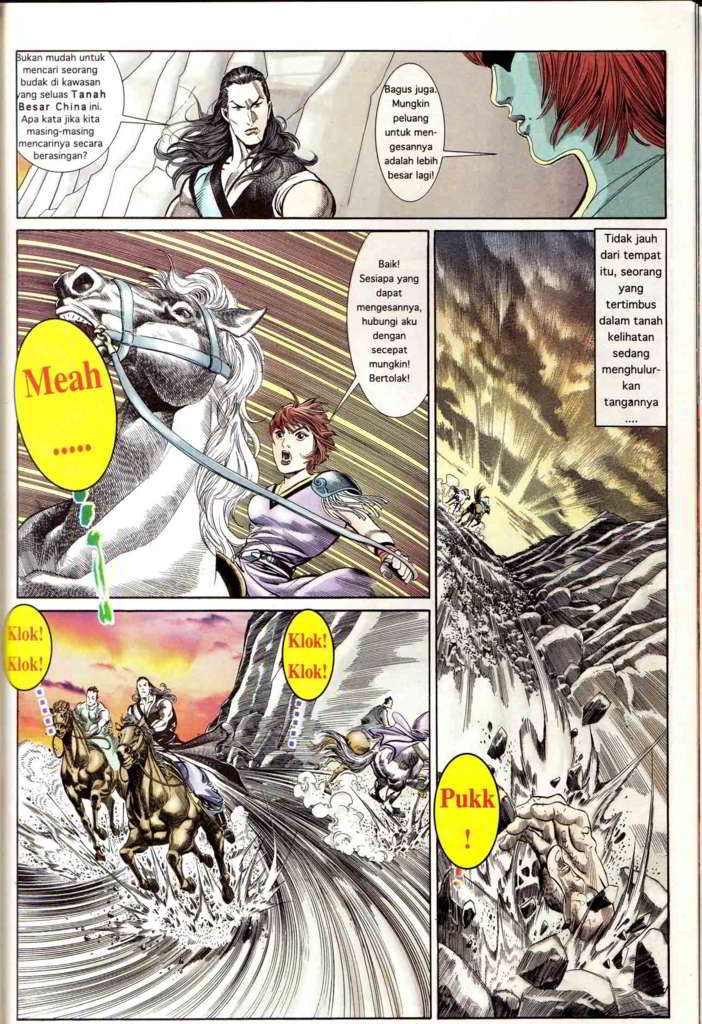 Bukan mudah untuk
mencari seorang
budak di kawasan
yang seluas Tanah
Besar China ini.
Apa kata jika kita
masing-masing
mencarinya secara
berasingan?
Bagus juga.
Mungkin
peluang
untuk men-
gesannya
adalah lebih
besar lagi!
Meah
.....
Baik!
Sesiapa yang
dapat
mengesannya,
hubungi aku
dengan
secepat
mungkin!
Bertolak!
Tidak jauh
dari tempat
itu, seorang
yang
tertimbus
dalam tanah
kelihatan
sedang
menghulur-
kan
tangannya
....
Klok!
Klok!
Klok!
Klok!
Pukk
!